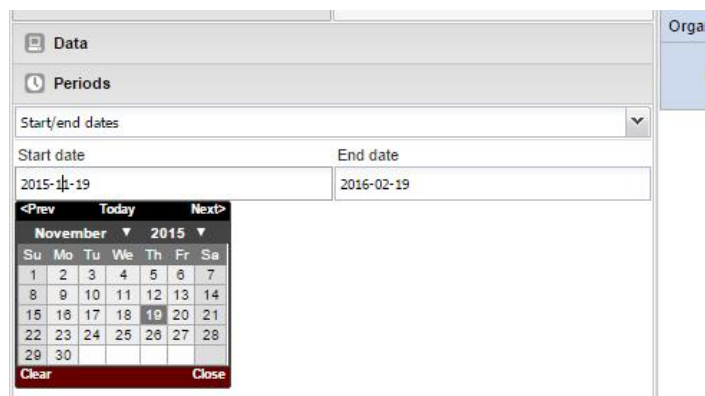 Orga
Data
Periods
Start/end dates
Start date End date
2015-11-19 2016-02-19
<Prev Today Next>
November ▼ 2015 ▼
Su Mo Tu We Th Fr Sa
1 2 3 4 5 6 7
8 9 10 11 12 13 14
15 16 17 18 19 20 21
22 23 24 25 26 27 28
29 30
Clear Close